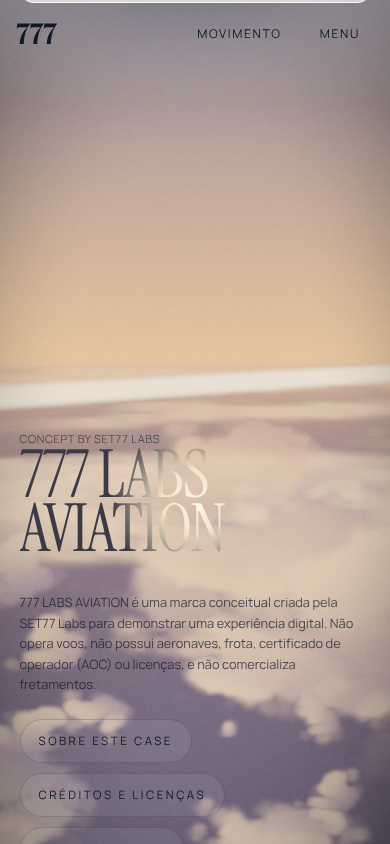 777
MOVIMENTO
MENU
CONCEPT BY SET77 LABS
777 LABS
AVIATION
777 LABS AVIATION é uma marca conceitual criada pela
SET77 Labs para demonstrar uma experiência digital. Não
opera voos, não possui aeronaves, frota, certificado de
operador (AOC) ou licenças, e não comercializa
fretamentos.
SOBRE ESTE CASE
CRÉDITOS E LICENÇAS